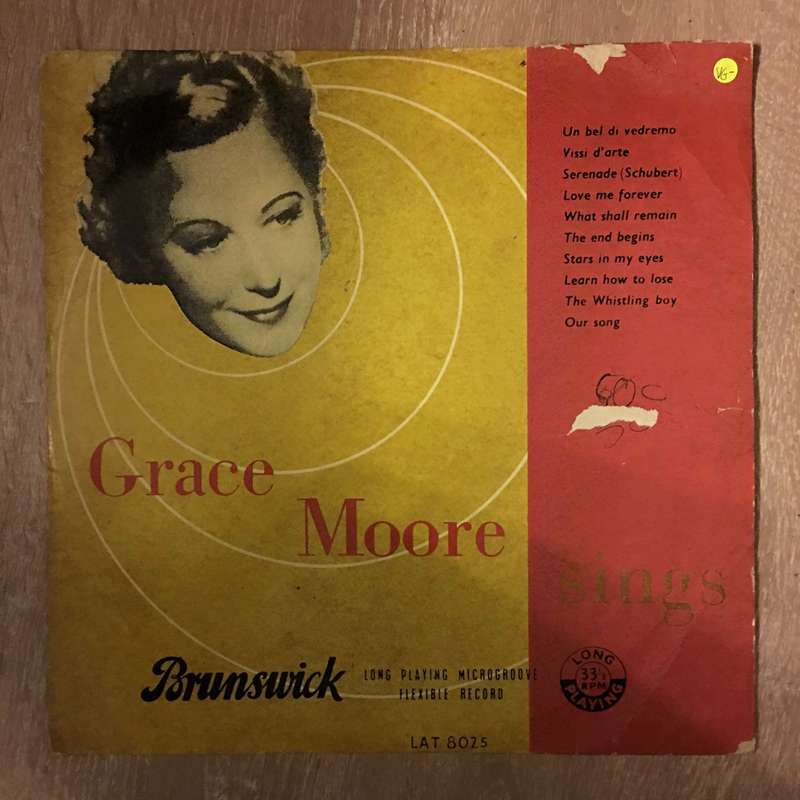 VG-
Un bel di vedremo
Vissi d'arte
Serenade (Schubert)
Love me forever
What shall remain
The end begins
Stars in my eyes
Learn how to lose
The Whistling boy
Our song
Grace
Moore
sings
Brunswick
LONG PLAYING MICROGROOVE
FLEXIBLE RECORD
LONG
33⅓
RPM
PLAYING
LAT 8025